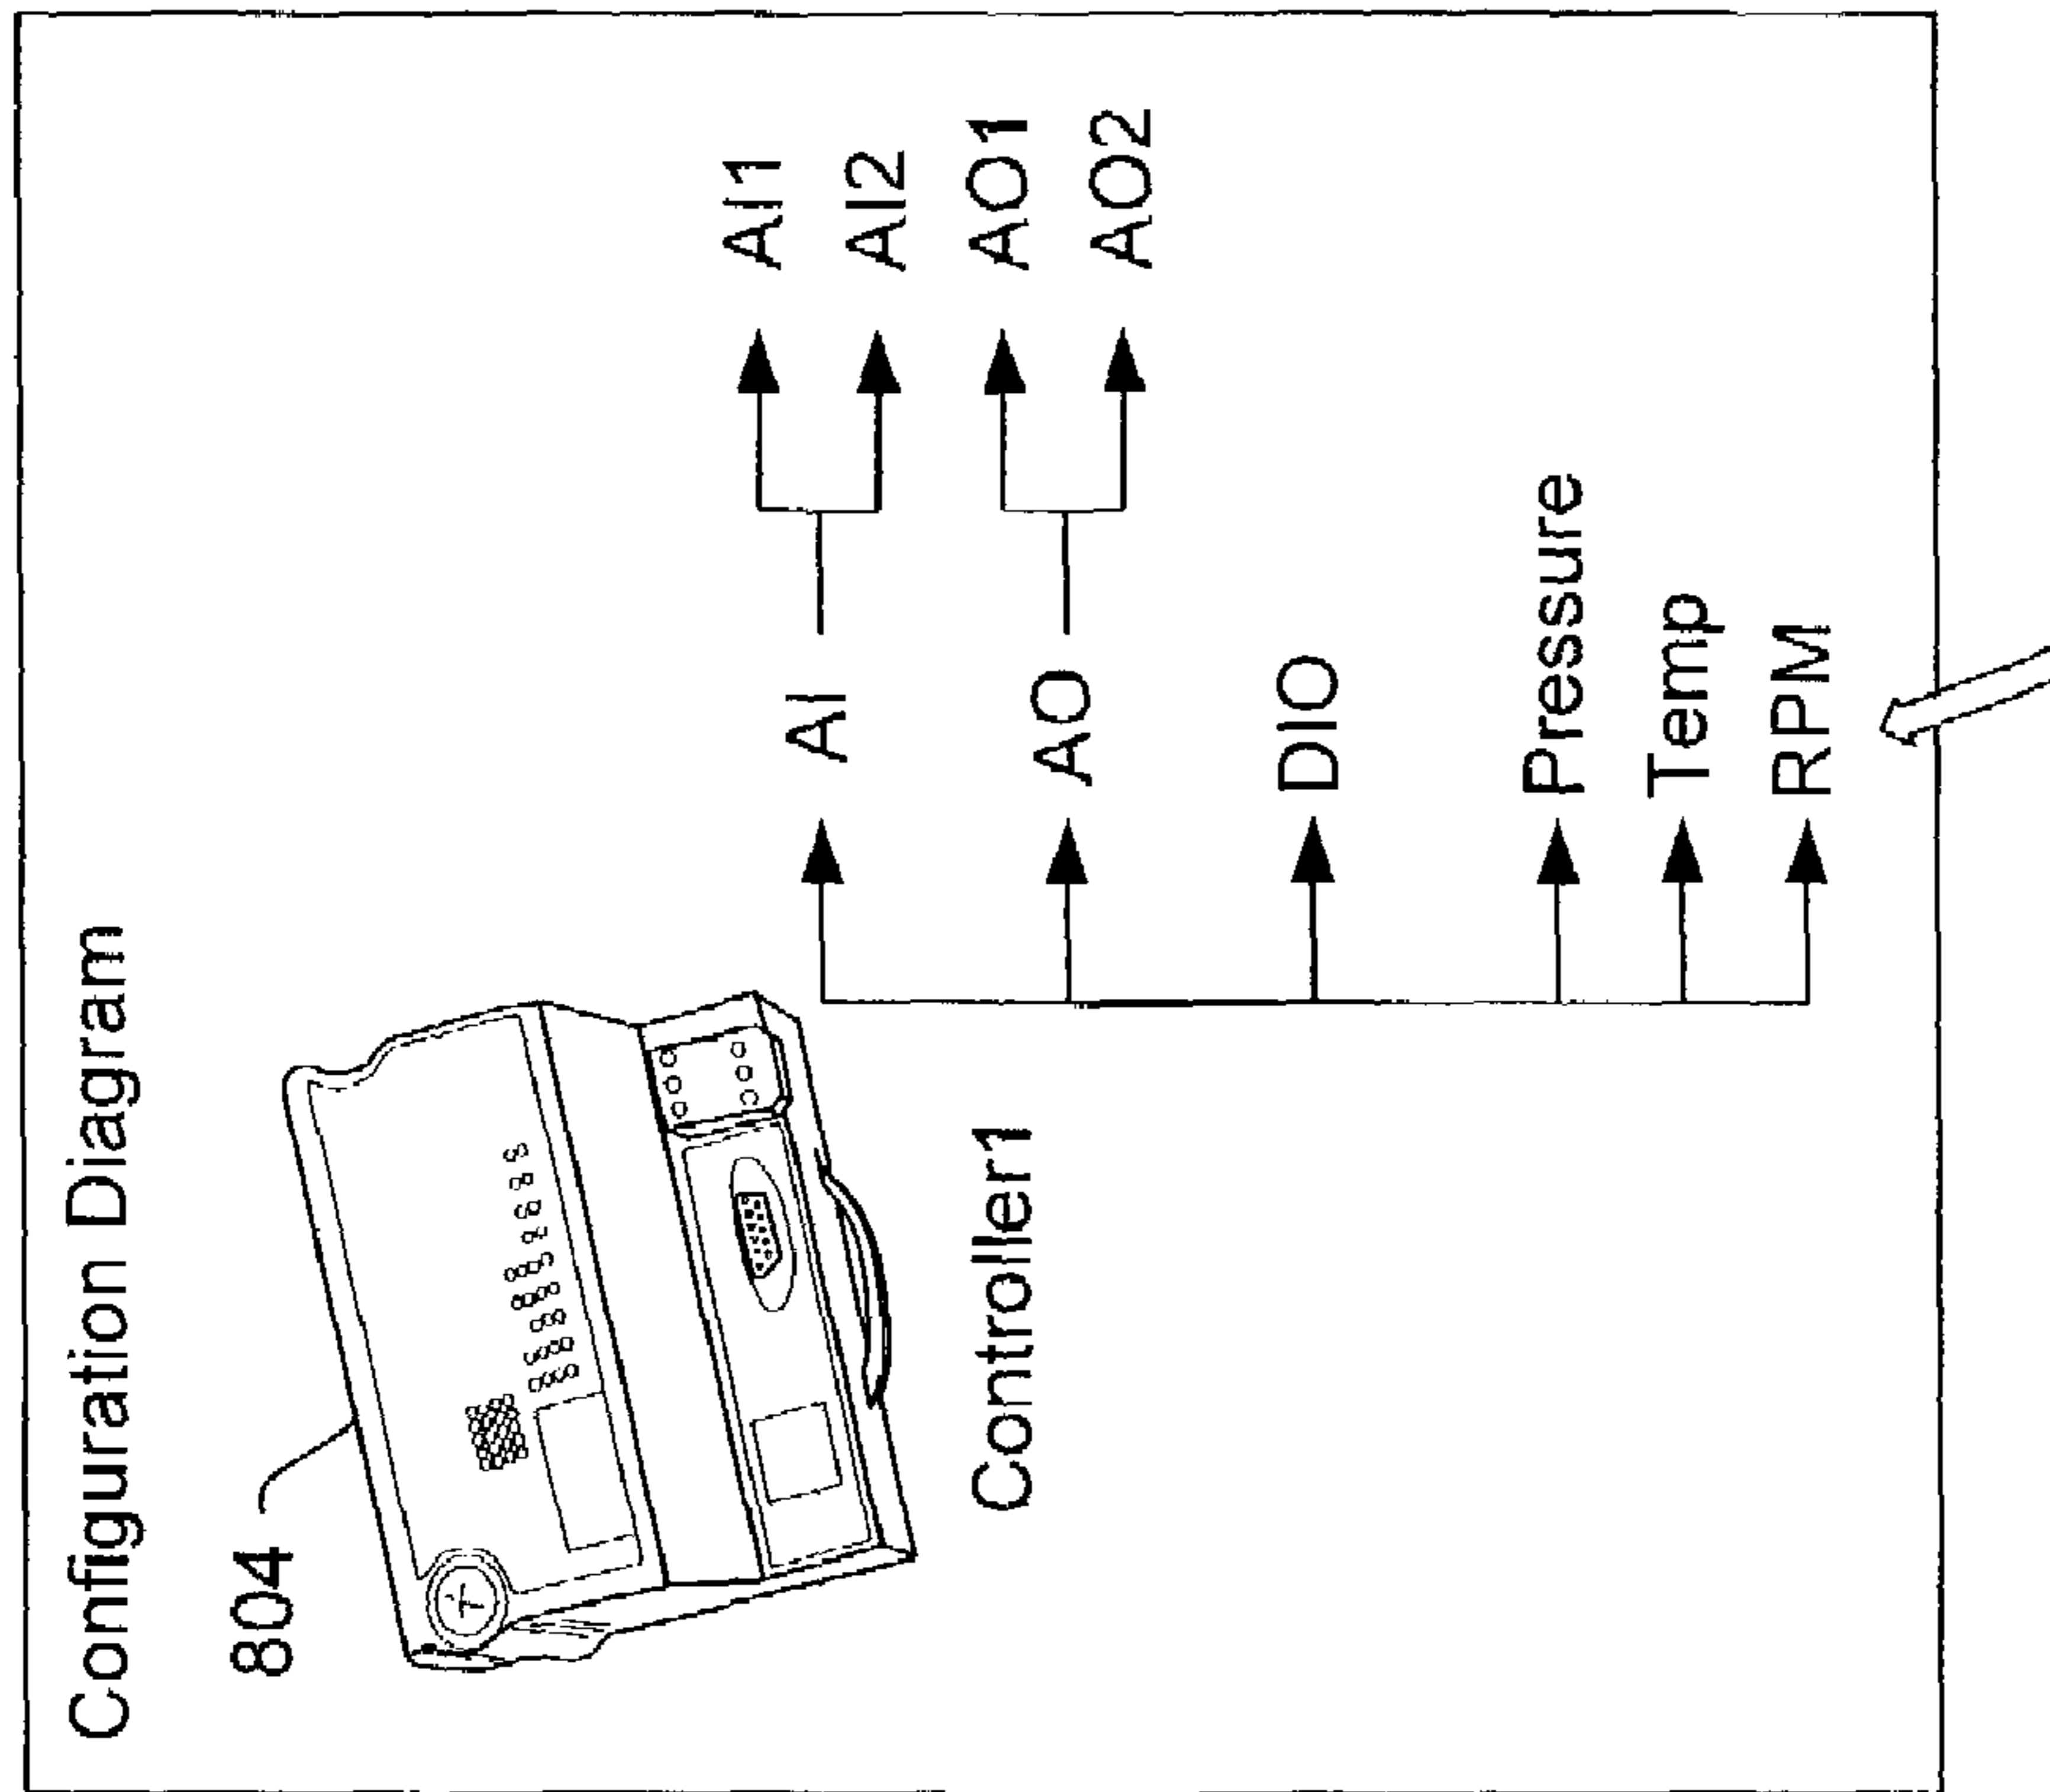 Configuration Diagram
804
Controller1
AI
AI1
AI2
AO
AO1
AO2
DIO
Pressure
Temp
RPM